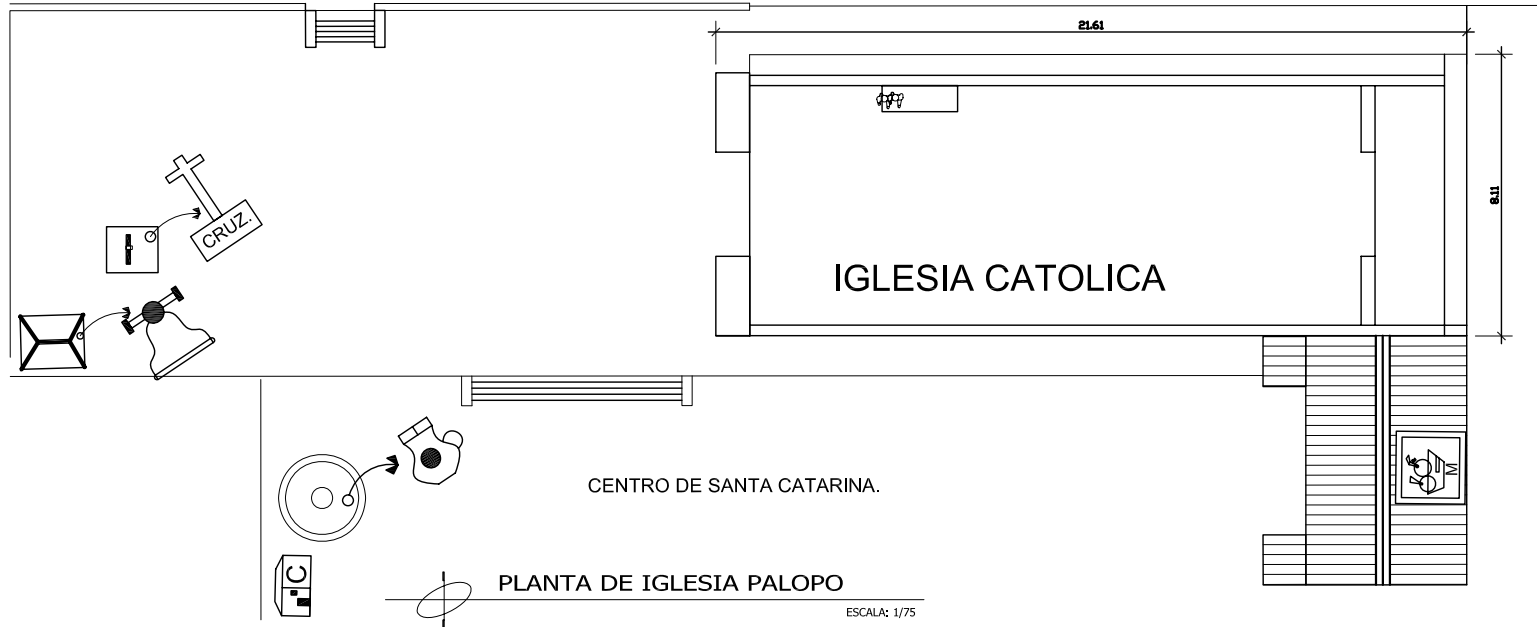 21.61
8.11
CRUZ.
IGLESIA CATOLICA
M
CENTRO DE SANTA CATARINA.
C
PLANTA DE IGLESIA PALOPO
ESCALA: 1/75